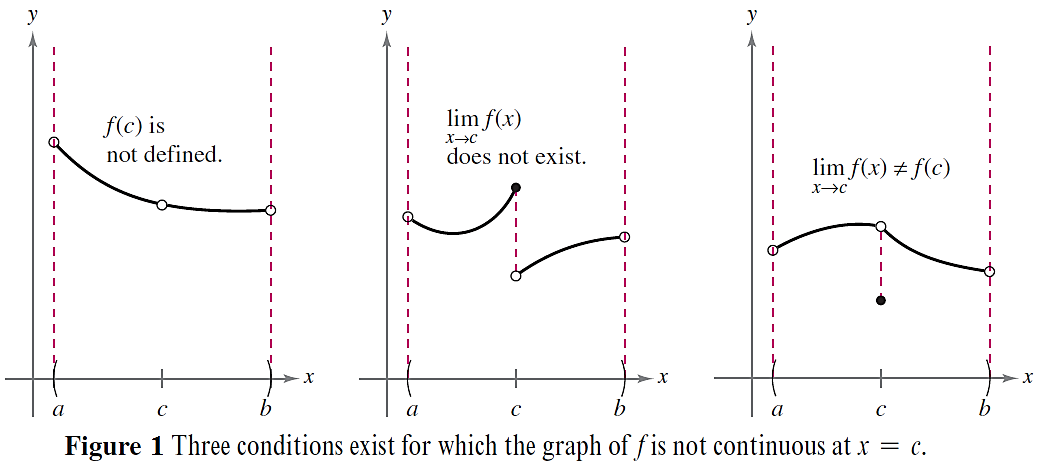 y
f(c) is
not defined.
a
c
b
x
y
lim f(x)
x→c
does not exist.
a
c
b
x
y
lim f(x) ≠ f(c)
x→c
a
c
b
x
Figure 1 Three conditions exist for which the graph of f is not continuous at x = c.